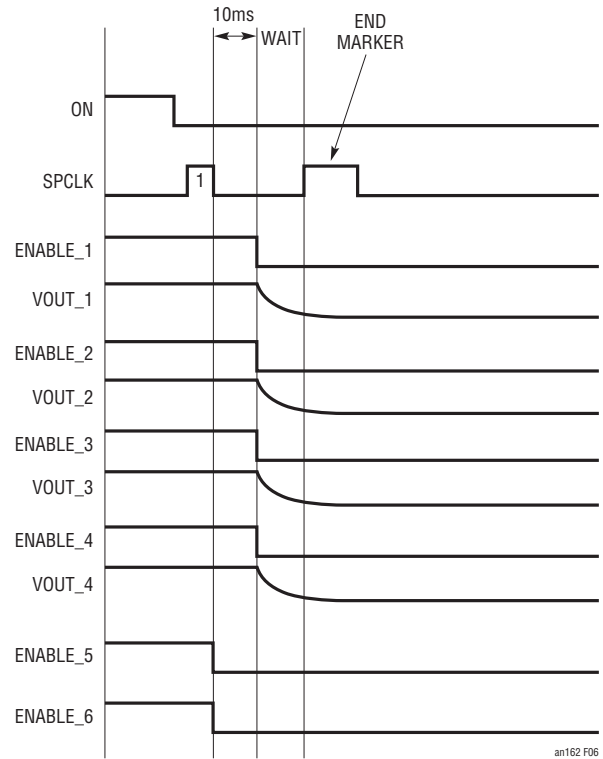 10ms
WAIT
END
MARKER
ON
SPCLK
1
ENABLE_1
VOUT_1
ENABLE_2
VOUT_2
ENABLE_3
VOUT_3
ENABLE_4
VOUT_4
ENABLE_5
ENABLE_6
an162 F06